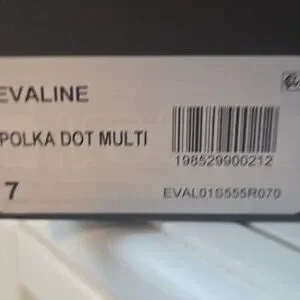 EVALINE
POLKA DOT MULTI
198529900212
7
EVAL01S555R070